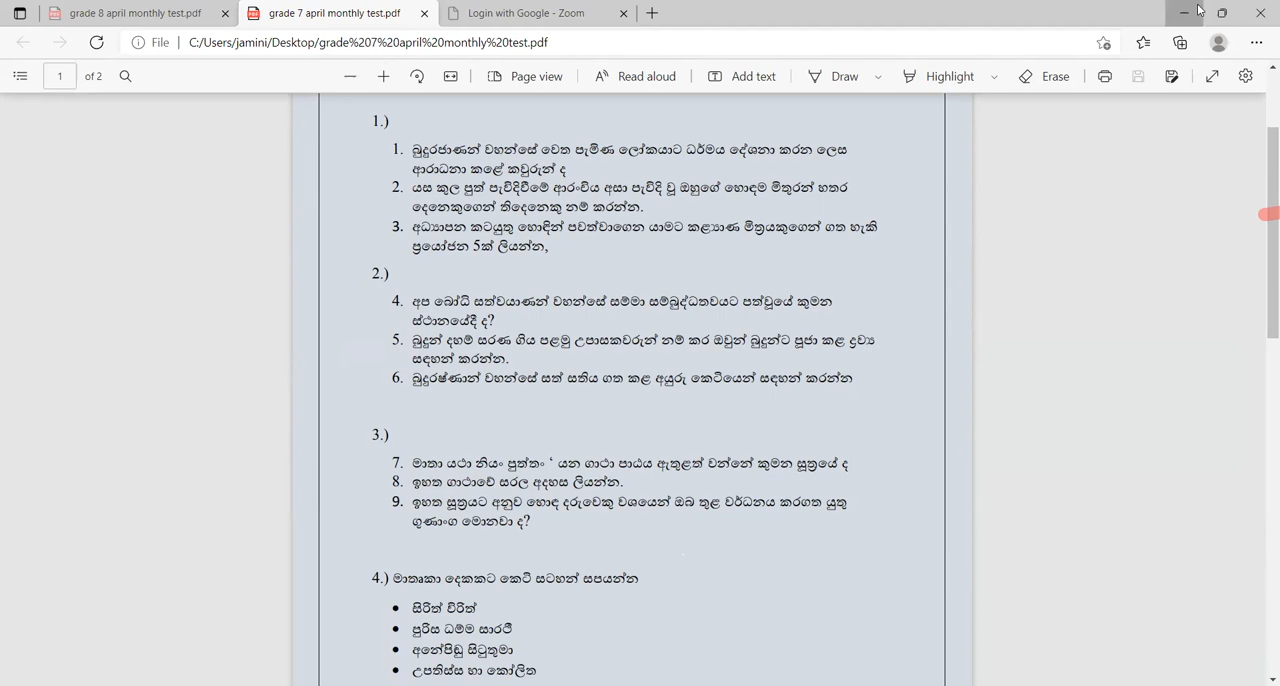 grade 8 april monthly test.pdf
grade 7 april monthly test.pdf
Login with Google - Zoom
File
C:/Users/jamini/Desktop/grade%207%20april%20monthly%20test.pdf
1 of 2
Page view
Read aloud
Add text
Draw
Highlight
Erase
1.)
1. බුදුරජාණන් වහන්සේ වෙත පැමිණ ලෝකයාට ධර්මය දේශනා කරන ලෙස
ආරාධනා කළේ කවුරුන් ද
2. යස කුල පුත් පැවිදිවීමේ ආරංචිය අසා පැවිදි වූ ඔහුගේ හොඳම මිතුරන් හතර
දෙනෙකුගෙන් තිදෙනෙකු නම් කරන්න.
3. අධ්‍යාපන කටයුතු හොඳින් පවත්වාගෙන යාමට කළ්‍යාණ මිත්‍රයකුගෙන් ගත හැකි
ප්‍රයෝජන 5ක් ලියන්න,
2.)
4. අප බෝධි සත්වයාණන් වහන්සේ සම්මා සම්බුද්ධතවයට පත්වූයේ කුමන
ස්ථානයේදී ද?
5. බුදුන් දහම් සරණ ගිය පළමු උපාසකවරුන් නම් කර ඔවුන් බුදුන්ට පූජා කළ ද්‍රව්‍ය
සඳහන් කරන්න.
6. බුදුරෂ්ණාන් වහන්සේ සත් සතිය ගත කළ අයුරු කෙටියෙන් සඳහන් කරන්න
3.)
7. මාතා යථා නියං පුත්තං ‘ යන ගාථා පාඨය ඇතුළත් වන්නේ කුමන සූත්‍රයේ ද
8. ඉහත ගාථාවේ සරල අදහස ලියන්න.
9. ඉහත සූත්‍රයට අනුව හොඳ දරුවෙකු වශයෙන් ඔබ තුළ වර්ධනය කරගත යුතු
ගුණාංග මොනවා ද?
4.) මාතෘකා දෙකකට කෙටි සටහන් සපයන්න
• සිරිත් විරිත්
• පුරිස ධම්ම සාරථී
• අනේපිඬු සිටුතුමා
• උපතිස්ස හා කෝලිත